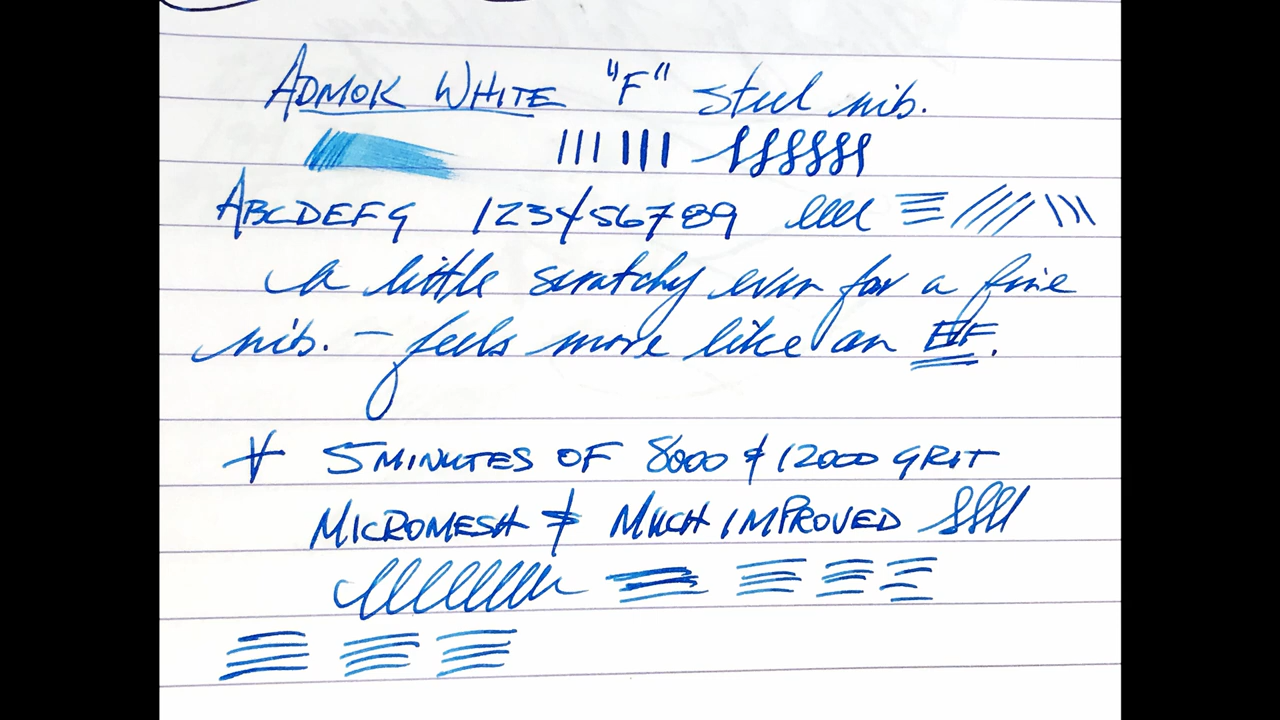 ADMOK WHITE "F" steel nib.
ABCDEFG 123456789
a little scratchy even for a fine
nib. — feels more like an EF.
+ 5 MINUTES OF 8000 & 12000 GRIT
MICROMESH & MUCH IMPROVED